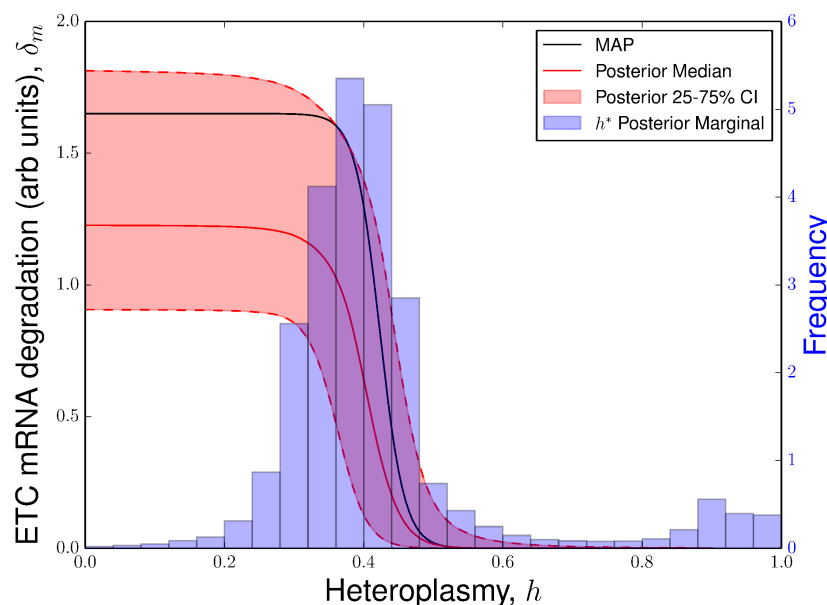 2.0
1.5
1.0
0.5
0.0
ETC mRNA degradation (arb units), δₘ
MAP
Posterior Median
Posterior 25-75% CI
h* Posterior Marginal
6
5
4
3
2
1
0
Frequency
0.0 0.2 0.4 0.6 0.8 1.0
Heteroplasmy, h